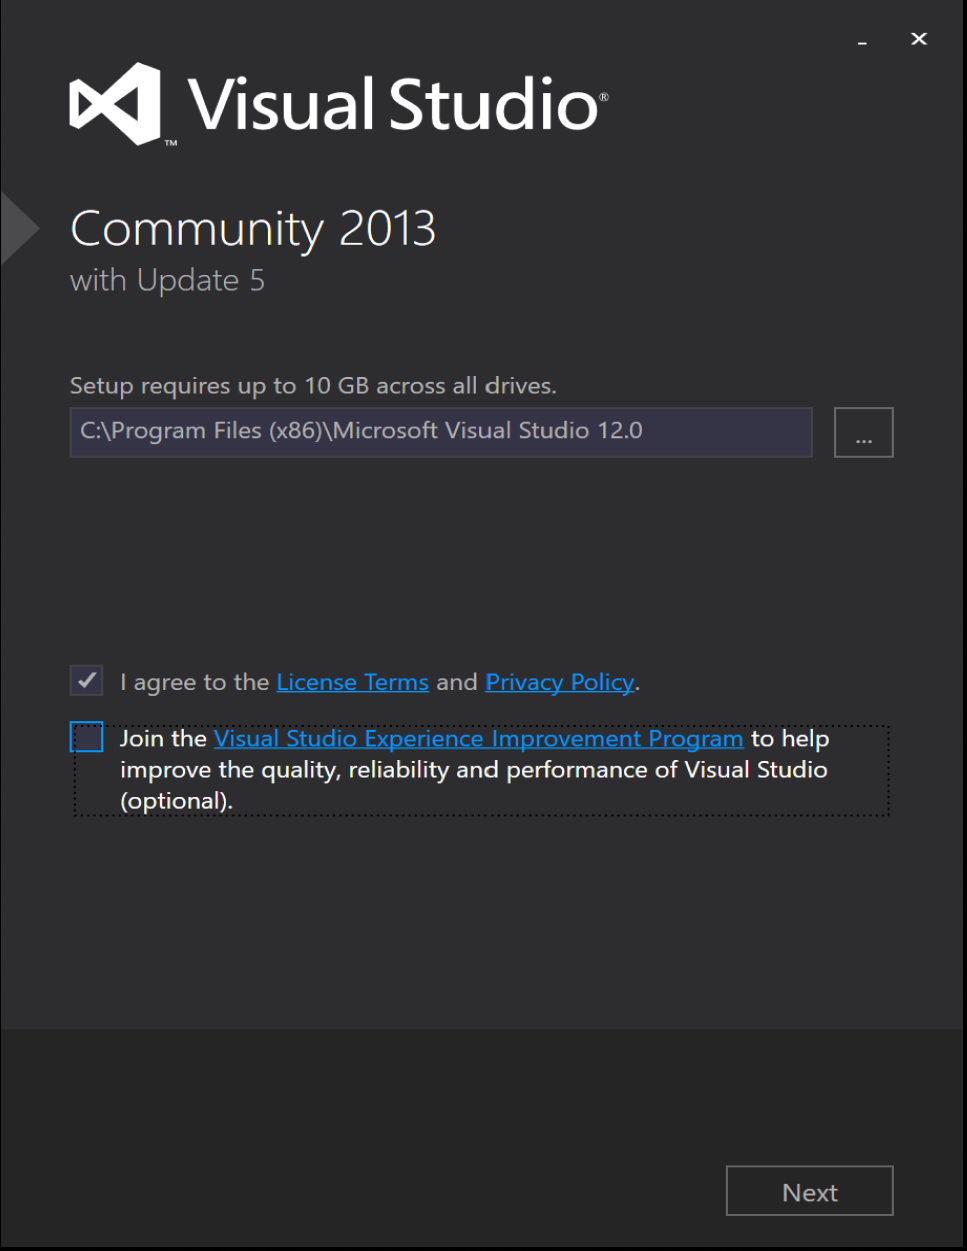 Visual Studio®
™
Community 2013
with Update 5
Setup requires up to 10 GB across all drives.
C:\Program Files (x86)\Microsoft Visual Studio 12.0
...
I agree to the License Terms and Privacy Policy.
Join the Visual Studio Experience Improvement Program to help
improve the quality, reliability and performance of Visual Studio
(optional).
Next